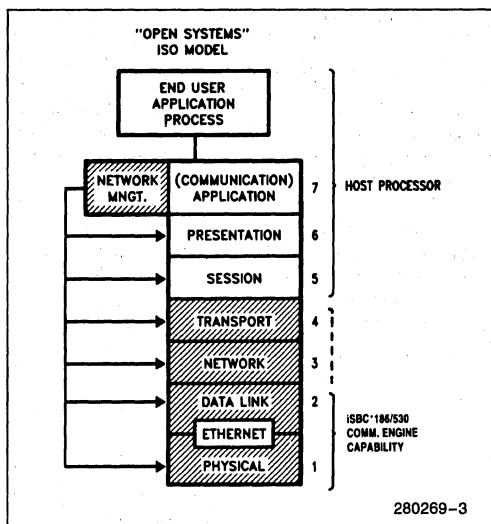 "OPEN SYSTEMS"
ISO MODEL
END USER
APPLICATION
PROCESS
NETWORK
MNGT.
(COMMUNICATION)
APPLICATION
7
HOST PROCESSOR
PRESENTATION
6
SESSION
5
TRANSPORT
4
NETWORK
3
DATA LINK
2
ETHERNET
iSBC*186/530
COMM. ENGINE
CAPABILITY
PHYSICAL
1
280269–3